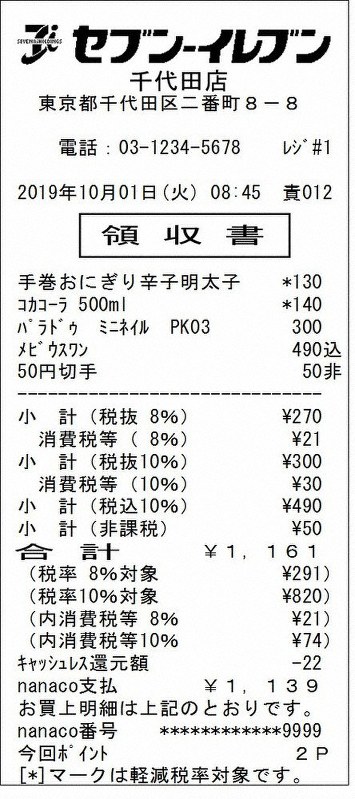 SEVEN&i HOLDINGS
セブン-イレブン
千代田店
東京都千代田区二番町8-8
電話:03-1234-5678 ﾚｼﾞ#1
2019年10月01日(火) 08:45 責012
領収書
手巻おにぎり辛子明太子 *130
ｺｶｺｰﾗ 500ml *140
ﾊﾟﾗﾄﾞｩ ﾐﾆﾈｲﾙ PK03 300
ﾒﾋﾞｳｽﾜﾝ 490込
50円切手 50非
小 計(税抜 8%) ¥270
消費税等( 8%) ¥21
小 計(税抜10%) ¥300
消費税等(10%) ¥30
小 計(税込10%) ¥490
小 計(非課税) ¥50
合 計 ¥1,161
(税率 8%対象 ¥291)
(税率10%対象 ¥820)
(内消費税等 8% ¥21)
(内消費税等10% ¥74)
ｷｬｯｼｭﾚｽ還元額 -22
nanaco支払 ¥1,139
お買上明細は上記のとおりです。
nanaco番号 ************9999
今回ﾎﾟｲﾝﾄ 2P
[*]マークは軽減税率対象です。